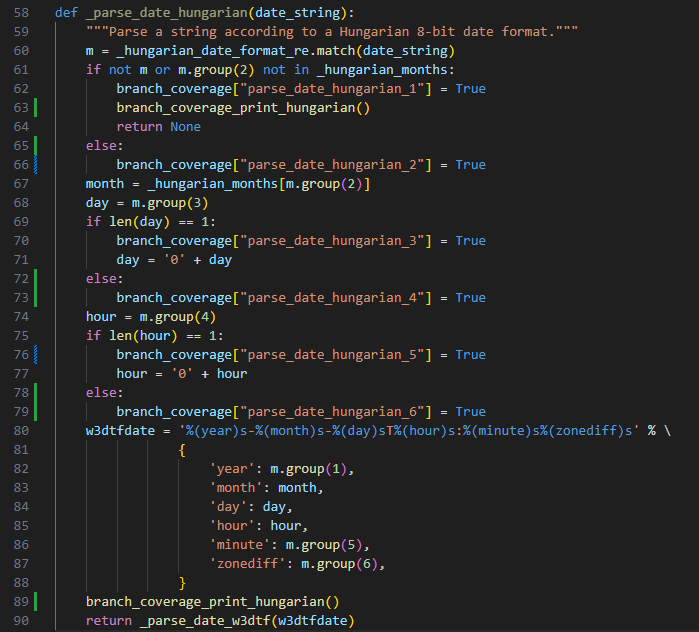 58 def _parse_date_hungarian(date_string):
59     """Parse a string according to a Hungarian 8-bit date format."""
60     m = _hungarian_date_format_re.match(date_string)
61     if not m or m.group(2) not in _hungarian_months:
62         branch_coverage["parse_date_hungarian_1"] = True
63         branch_coverage_print_hungarian()
64         return None
65     else:
66         branch_coverage["parse_date_hungarian_2"] = True
67     month = _hungarian_months[m.group(2)]
68     day = m.group(3)
69     if len(day) == 1:
70         branch_coverage["parse_date_hungarian_3"] = True
71         day = '0' + day
72     else:
73         branch_coverage["parse_date_hungarian_4"] = True
74     hour = m.group(4)
75     if len(hour) == 1:
76         branch_coverage["parse_date_hungarian_5"] = True
77         hour = '0' + hour
78     else:
79         branch_coverage["parse_date_hungarian_6"] = True
80     w3dtfdate = '%(year)s-%(month)s-%(day)sT%(hour)s:%(minute)s%(zonediff)s' % \
81                 {
82                     'year': m.group(1),
83                     'month': month,
84                     'day': day,
85                     'hour': hour,
86                     'minute': m.group(5),
87                     'zonediff': m.group(6),
88                 }
89     branch_coverage_print_hungarian()
90     return _parse_date_w3dtf(w3dtfdate)